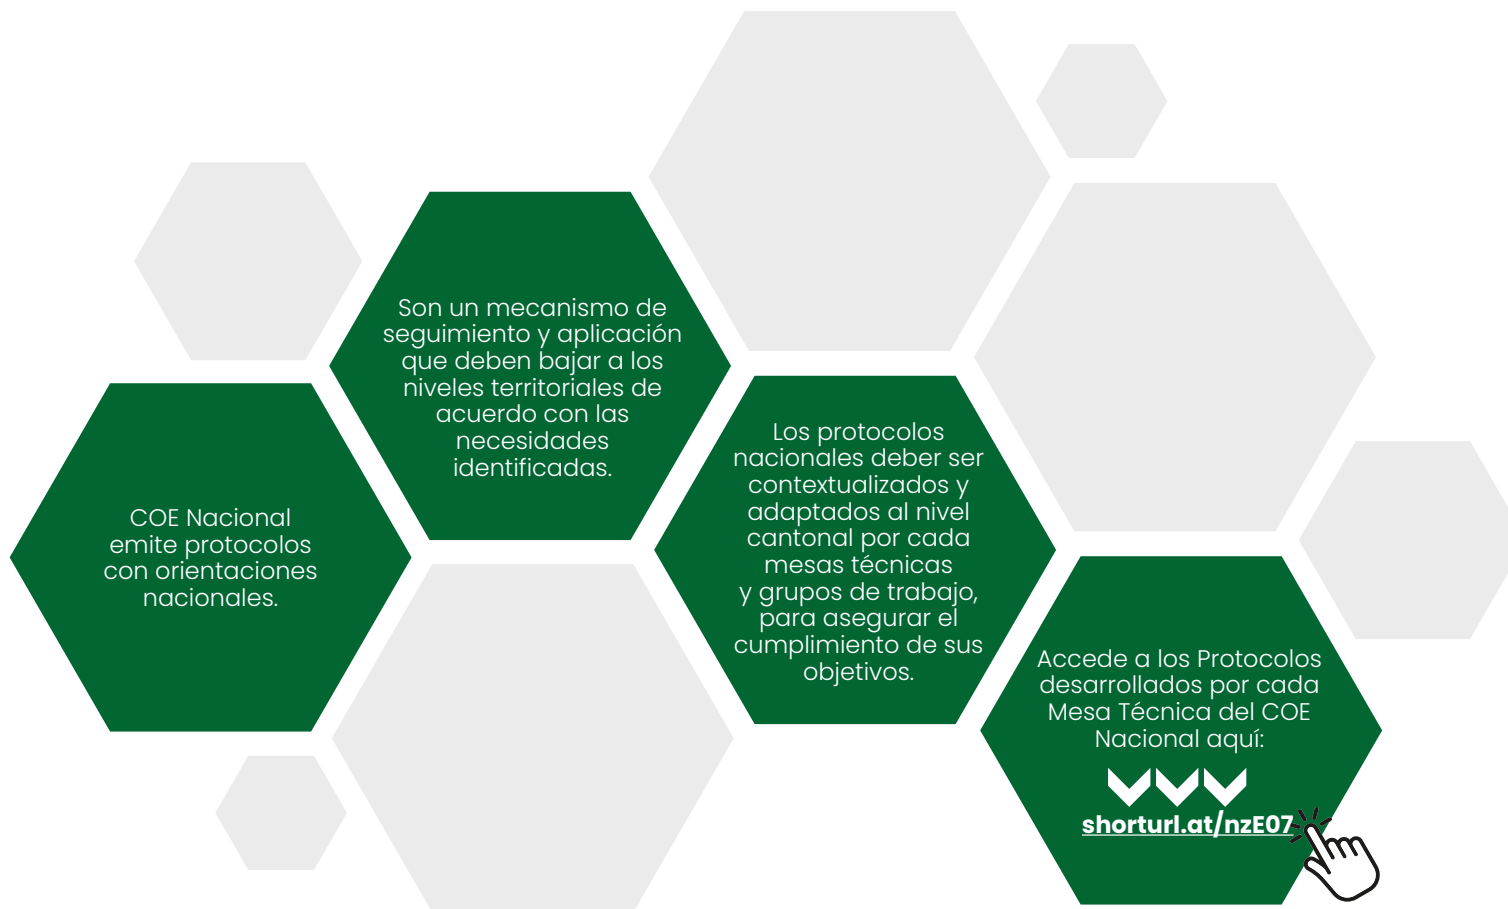 COE Nacional
emite protocolos
con orientaciones
nacionales.
Son un mecanismo de
seguimiento y aplicación
que deben bajar a los
niveles territoriales de
acuerdo con las
necesidades
identificadas.
Los protocolos
nacionales deber ser
contextualizados y
adaptados al nivel
cantonal por cada
mesas técnicas
y grupos de trabajo,
para asegurar el
cumplimiento de sus
objetivos.
Accede a los Protocolos
desarrollados por cada
Mesa Técnica del COE
Nacional aquí:
shorturl.at/nzE07